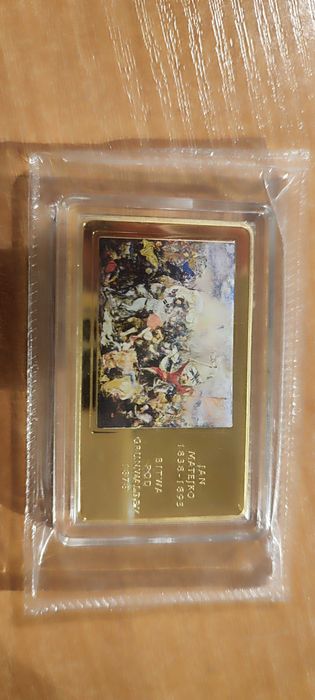 JAN
MATEJKO
1838-1893
BITWA
POD
GRUNWALDEM
1878